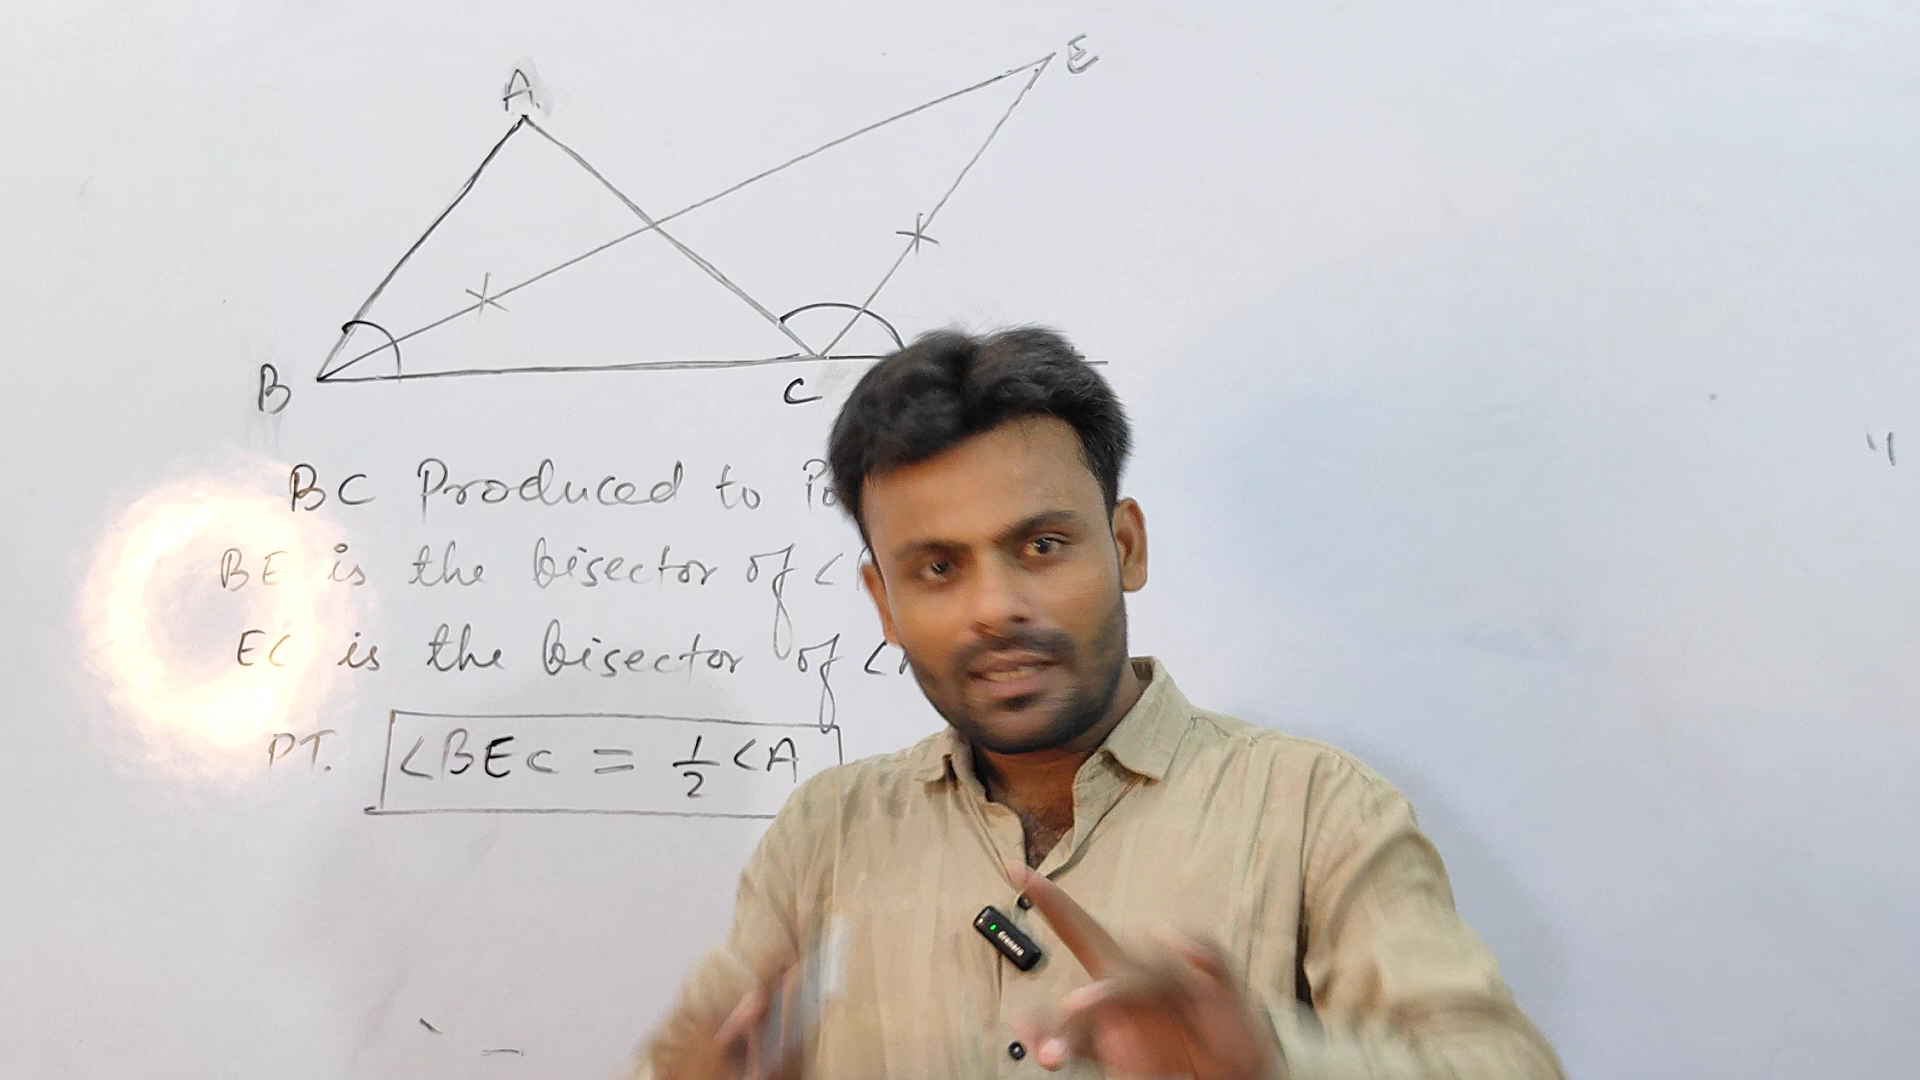 A
E
B
C
BC Produced to
BE is the bisector of <
EC is the bisector of <
PT. <BEC = 1/2 <A